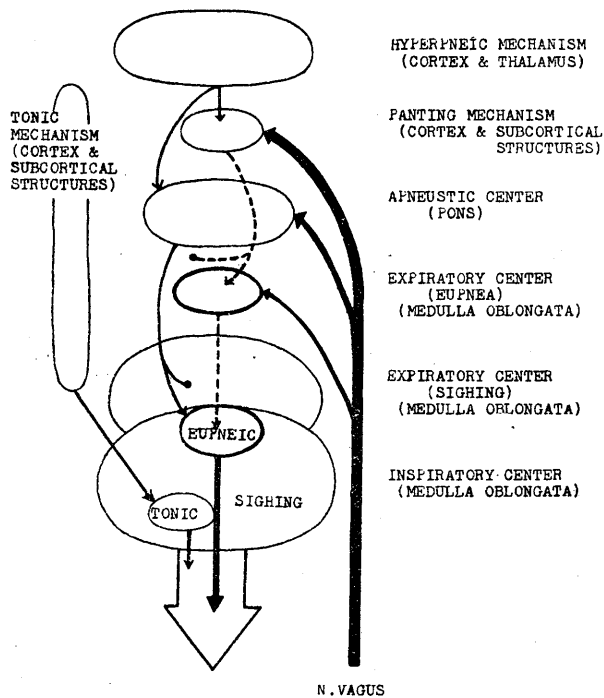 HYPERPNEIC MECHANISM
(CORTEX & THALAMUS)
TONIC
MECHANISM
(CORTEX &
SUBCORTICAL
STRUCTURES)
PANTING MECHANISM
(CORTEX & SUBCORTICAL
STRUCTURES)
APNEUSTIC CENTER
(PONS)
EXPIRATORY CENTER
(EUPNEA)
(MEDULLA OBLONGATA)
EXPIRATORY CENTER
(SIGHING)
(MEDULLA OBLONGATA)
EUPNEIC
INSPIRATORY CENTER
(MEDULLA OBLONGATA)
SIGHING
TONIC
N.VAGUS